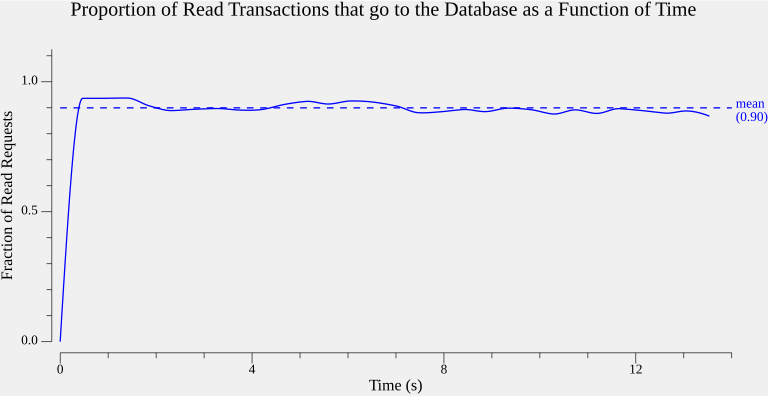 Proportion of Read Transactions that go to the Database as a Function of Time
Fraction of Read Requests
1.0
0.5
0.0
mean
(0.90)
0 4 8 12
Time (s)